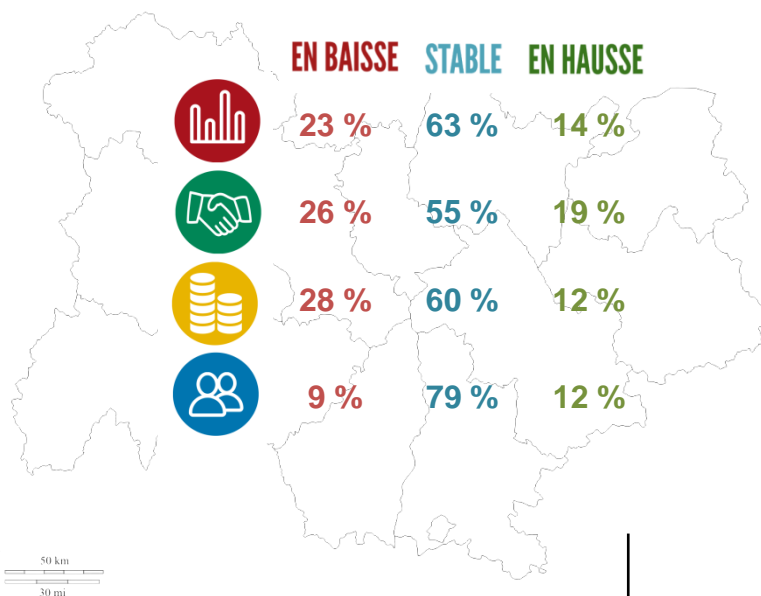 EN BAISSE STABLE EN HAUSSE
23 % 63 % 14 %
26 % 55 % 19 %
28 % 60 % 12 %
9 % 79 % 12 %
50 km
30 mi